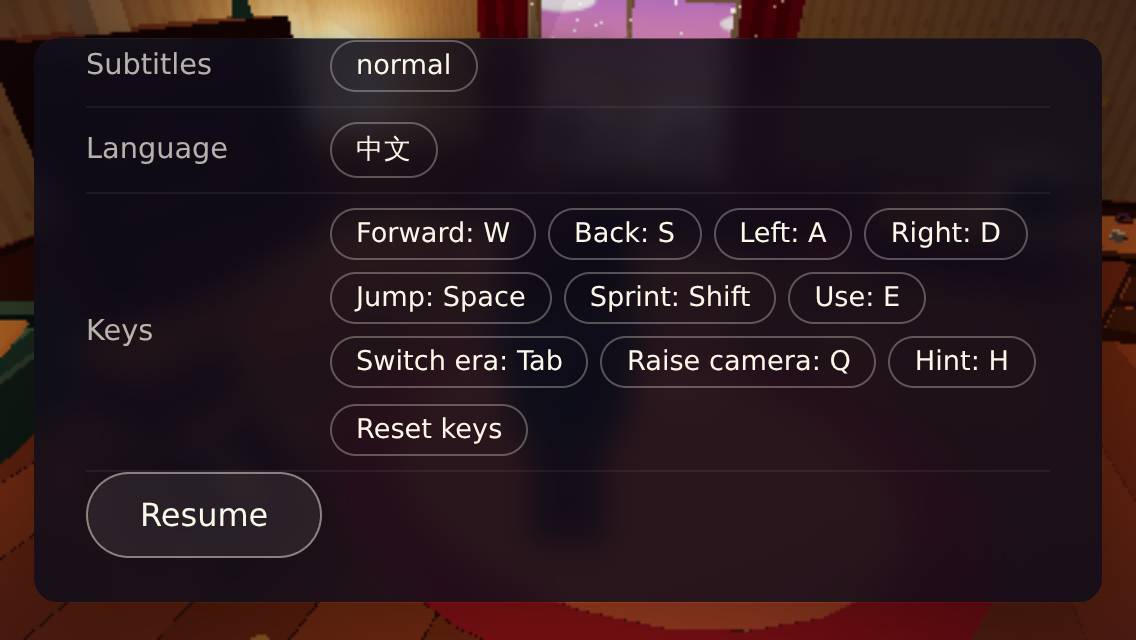 Subtitles normal
Language 中文
Forward: W Back: S Left: A Right: D
Jump: Space Sprint: Shift Use: E
Keys
Switch era: Tab Raise camera: Q Hint: H
Reset keys
Resume